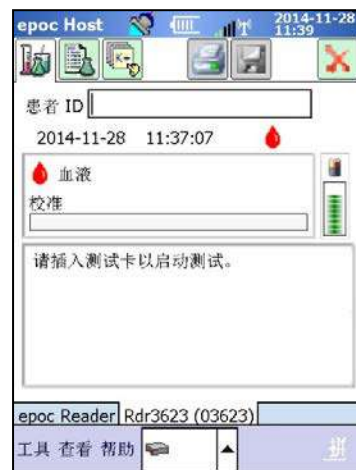 epoc Host 2014-11-28
11:39
患者 ID
2014-11-28 11:37:07
血液
校准
请插入测试卡以启动测试。
epoc Reader Rdr3623 (03623)
工具 查看 帮助 拼